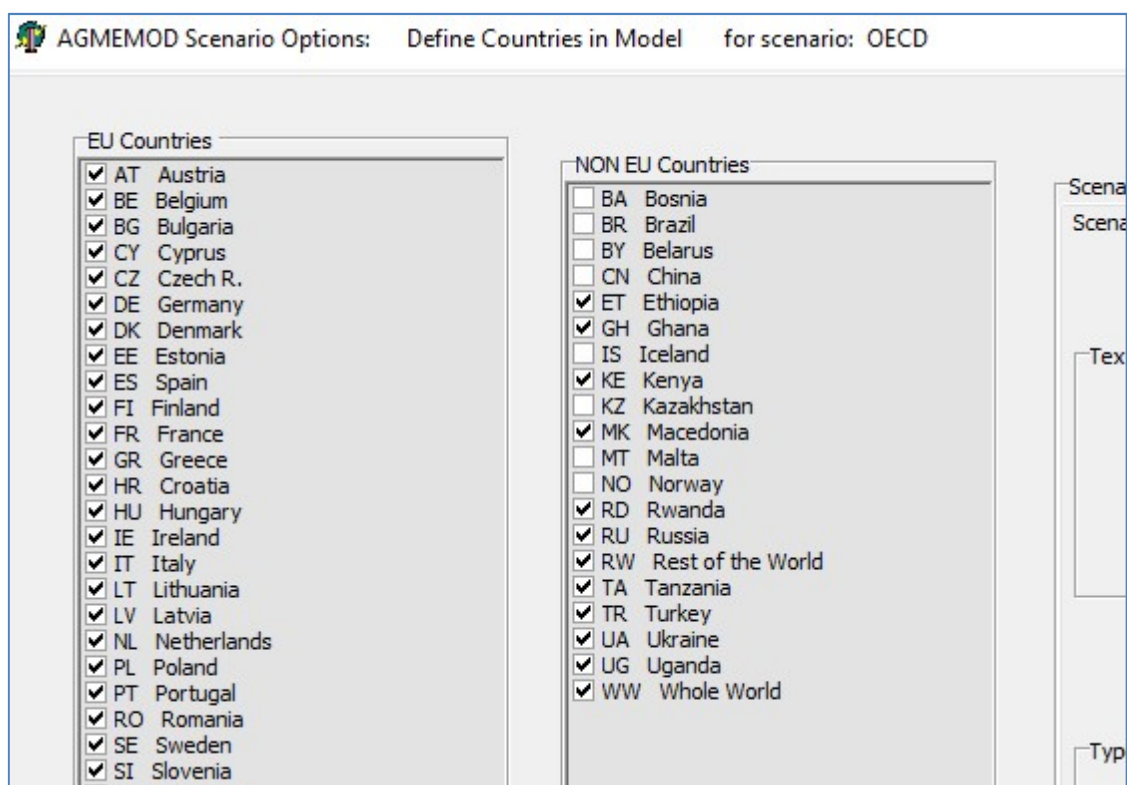 AGMEMOD Scenario Options: Define Countries in Model for scenario: OECD
EU Countries
AT Austria
BE Belgium
BG Bulgaria
CY Cyprus
CZ Czech R.
DE Germany
DK Denmark
EE Estonia
ES Spain
FI Finland
FR France
GR Greece
HR Croatia
HU Hungary
IE Ireland
IT Italy
LT Lithuania
LV Latvia
NL Netherlands
PL Poland
PT Portugal
RO Romania
SE Sweden
SI Slovenia
NON EU Countries
BA Bosnia
BR Brazil
BY Belarus
CN China
ET Ethiopia
GH Ghana
IS Iceland
KE Kenya
KZ Kazakhstan
MK Macedonia
MT Malta
NO Norway
RD Rwanda
RU Russia
RW Rest of the World
TA Tanzania
TR Turkey
UA Ukraine
UG Uganda
WW Whole World
Scena
Scena
Tex
Typ